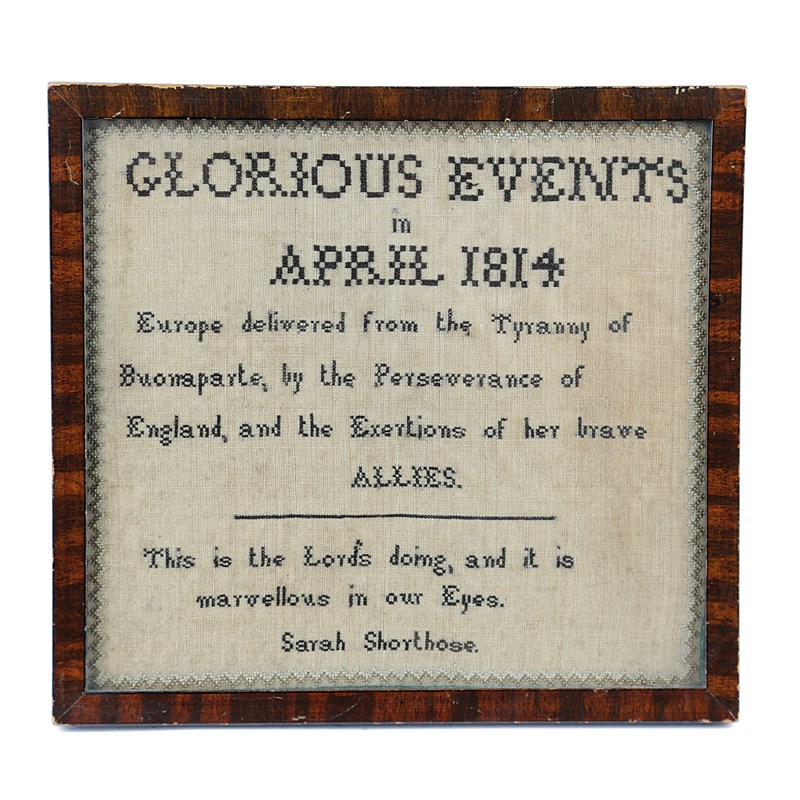 GLORIOUS EVENTS
in
APRIL 1814
Europe delivered from the Tyranny of
Buonaparte, by the Perseverance of
England, and the Exertions of her brave
ALLIES.
This is the Lord's doing, and it is
marvellous in our Eyes.
Sarah Shorthose.